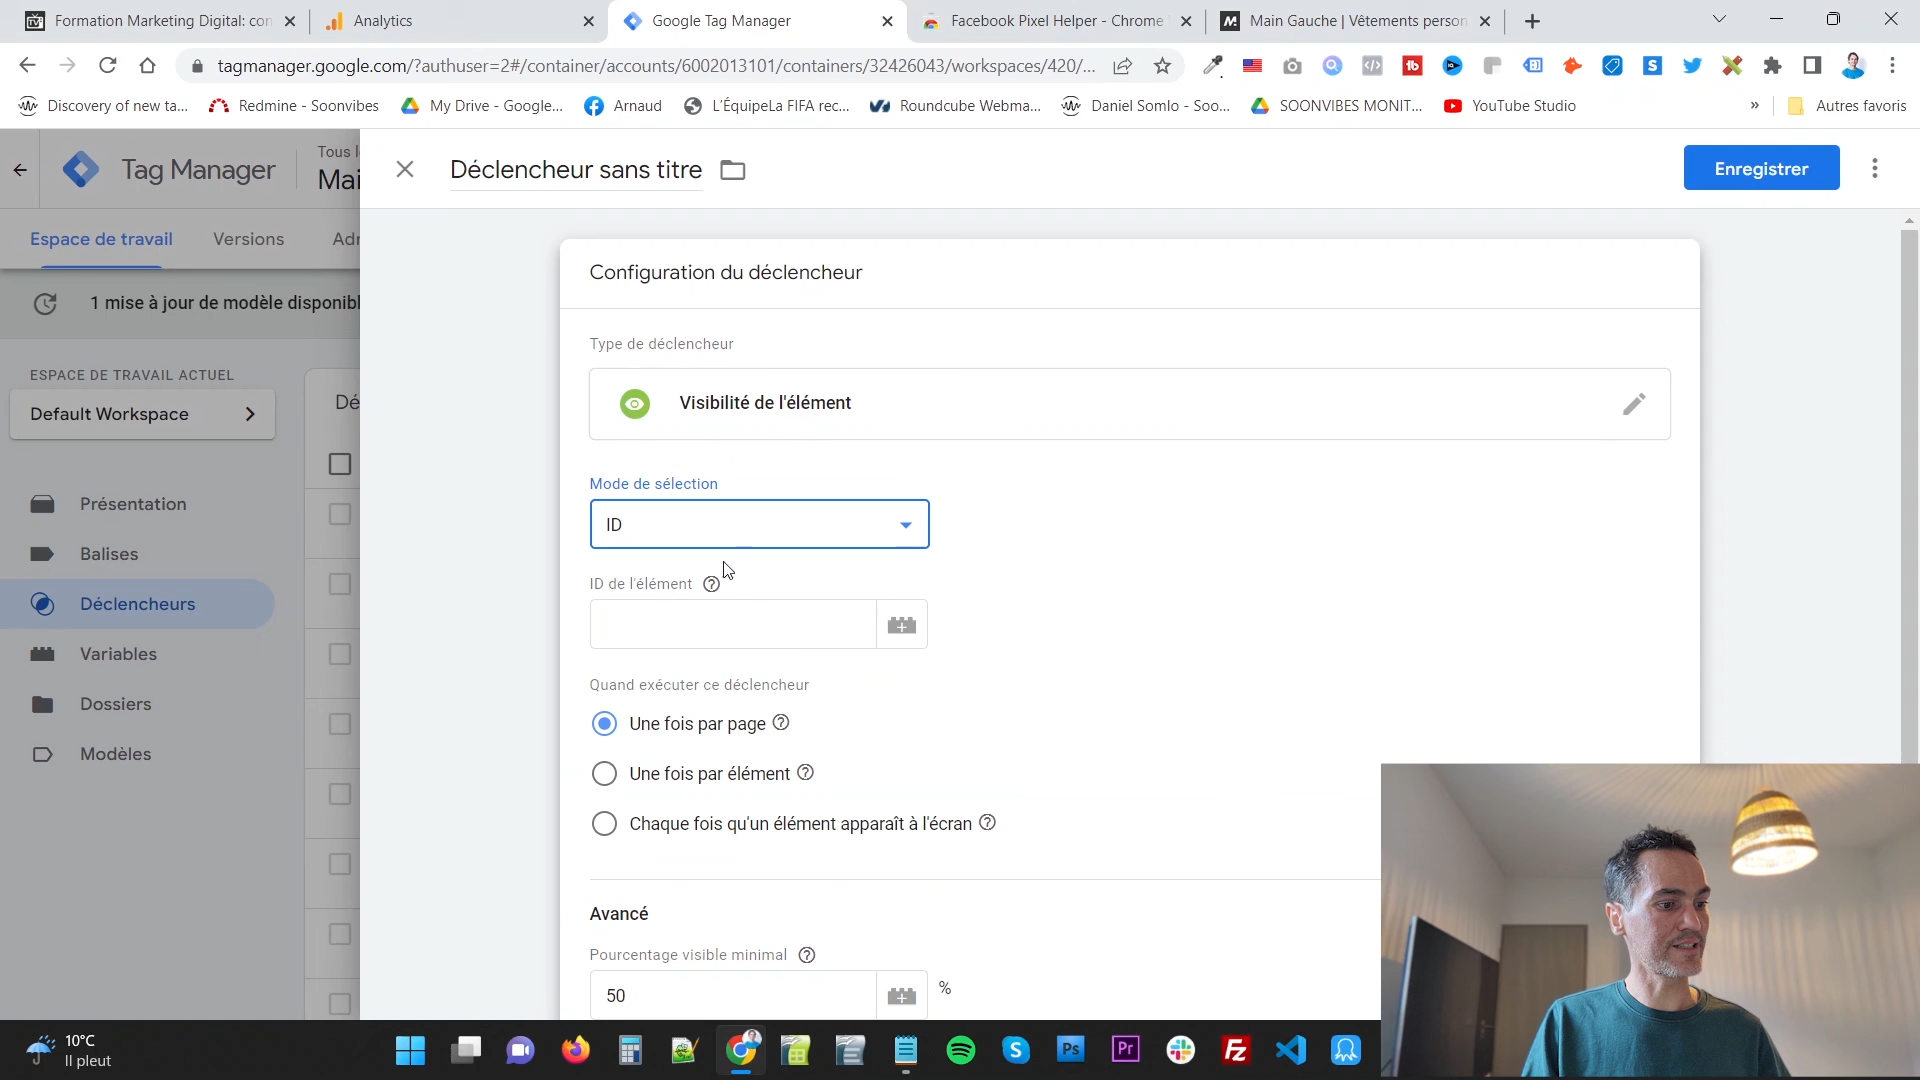 Formation Marketing Digital: con
Analytics
Google Tag Manager
Facebook Pixel Helper - Chrome
Main Gauche | Vêtements person
tagmanager.google.com/?authuser=2#/container/accounts/6002013101/containers/32426043/workspaces/420/...
Discovery of new ta...
Redmine - Soonvibes
My Drive - Google...
Arnaud
L'ÉquipeLa FIFA rec...
Roundcube Webma...
Daniel Somlo - Soo...
SOONVIBES MONIT...
YouTube Studio
»
Autres favoris
Tag Manager
Tous l
Mai
Déclencheur sans titre
Enregistrer
Espace de travail
Versions
Adr
1 mise à jour de modèle disponibl
ESPACE DE TRAVAIL ACTUEL
Default Workspace
Dé
Présentation
Balises
Déclencheurs
Variables
Dossiers
Modèles
Configuration du déclencheur
Type de déclencheur
Visibilité de l'élément
Mode de sélection
ID
ID de l'élément
Quand exécuter ce déclencheur
Une fois par page
Une fois par élément
Chaque fois qu'un élément apparaît à l'écran
Avancé
Pourcentage visible minimal
50
%
10°C
Il pleut